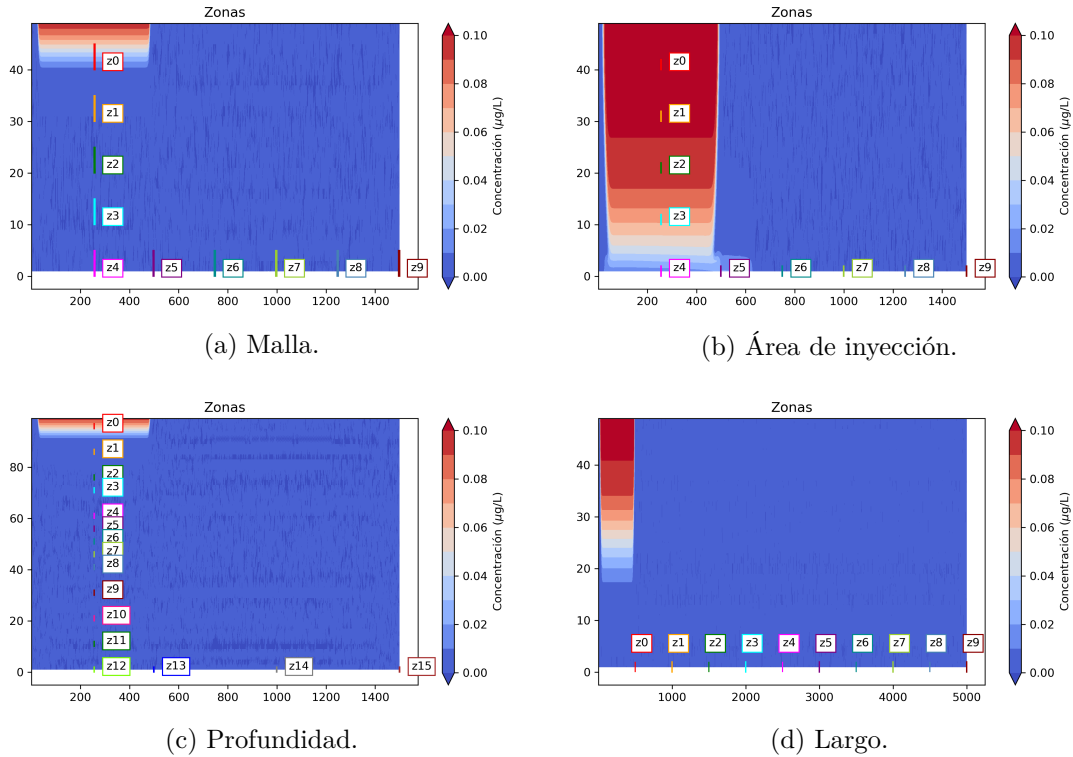 Zonas
z0
z1
z2
z3
z4 z5 z6 z7 z8 z9
0 10 20 30 40
200 400 600 800 1000 1200 1400
0.00 0.02 0.04 0.06 0.08 0.10
Concentración (µg/L)
(a) Malla.
Zonas
z0
z1
z2
z3
z4 z5 z6 z7 z8 z9
0 10 20 30 40
200 400 600 800 1000 1200 1400
0.00 0.02 0.04 0.06 0.08 0.10
Concentración (µg/L)
(b) Área de inyección.
Zonas
z0
z1
z2
z3
z4
z5
z6
z7
z8
z9
z10
z11
z12 z13 z14 z15
0 20 40 60 80
200 400 600 800 1000 1200 1400
0.00 0.02 0.04 0.06 0.08 0.10
Concentración (µg/L)
(c) Profundidad.
Zonas
z0 z1 z2 z3 z4 z5 z6 z7 z8 z9
0 10 20 30 40
1000 2000 3000 4000 5000
0.00 0.02 0.04 0.06 0.08 0.10
Concentración (µg/L)
(d) Largo.